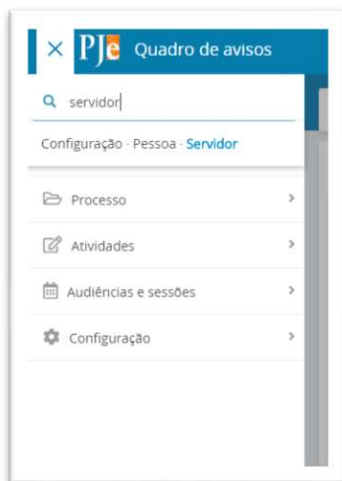 PJe Quadro de avisos
servidor
Configuração · Pessoa · Servidor
Processo
Atividades
Audiências e sessões
Configuração